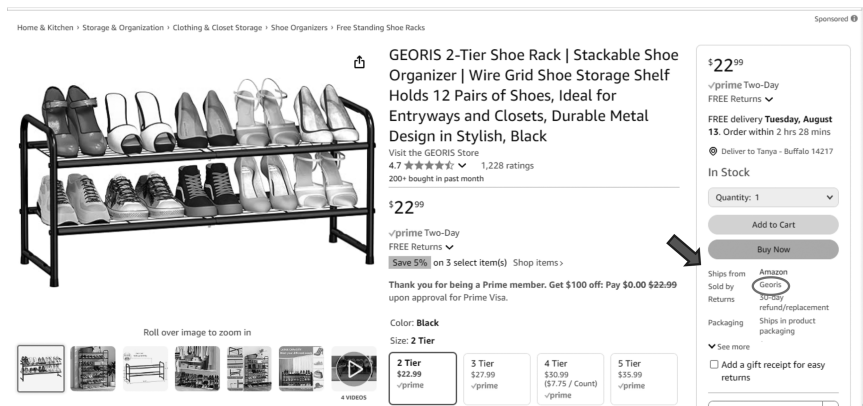 Sponsored
Home & Kitchen › Storage & Organization › Clothing & Closet Storage › Shoe Organizers › Free Standing Shoe Racks
GEORIS 2-Tier Shoe Rack | Stackable Shoe
Organizer | Wire Grid Shoe Storage Shelf
Holds 12 Pairs of Shoes, Ideal for
Entryways and Closets, Durable Metal
Design in Stylish, Black
Visit the GEORIS Store
4.7 1,228 ratings
200+ bought in past month
$22⁹⁹
prime Two-Day
FREE Returns
Save 5% on 3 select item(s) Shop items›
Thank you for being a Prime member. Get $100 off: Pay $0.00 $22.99
upon approval for Prime Visa.
Color: Black
Size: 2 Tier
2 Tier
$22.99
prime
3 Tier
$27.99
prime
4 Tier
$30.99
($7.75 / Count)
prime
5 Tier
$35.99
prime
Roll over image to zoom in
4 VIDEOS
$22⁹⁹
prime Two-Day
FREE Returns
FREE delivery Tuesday, August
13. Order within 2 hrs 28 mins
Deliver to Tanya - Buffalo 14217
In Stock
Quantity: 1
Add to Cart
Buy Now
Ships from Amazon
Sold by Georis
Returns 30-day
refund/replacement
Packaging Ships in product
packaging
See more
Add a gift receipt for easy
returns